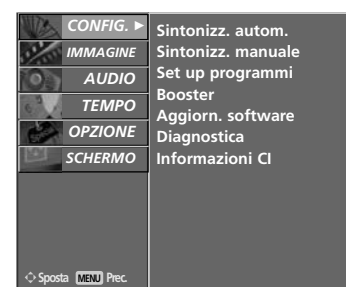 CONFIG. ►
IMMAGINE
AUDIO
TEMPO
OPZIONE
SCHERMO
Sintonizz. autom.
Sintonizz. manuale
Set up programmi
Booster
Aggiorn. software
Diagnostica
Informazioni CI
Sposta MENU Prec.